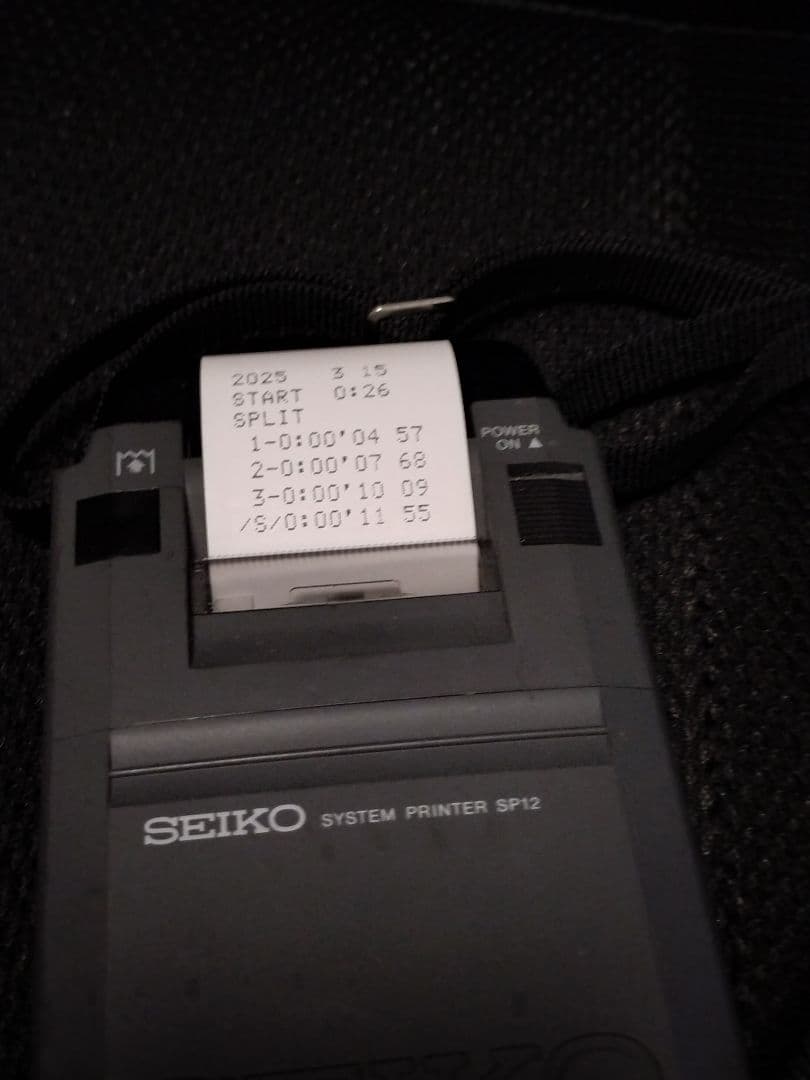 2025 3 15
START 0:26
SPLIT
1-0:00'04 57
2-0:00'07 68
3-0:00'10 09
/S/0:00'11 55
POWER
ON ▲
SEIKO SYSTEM PRINTER SP12